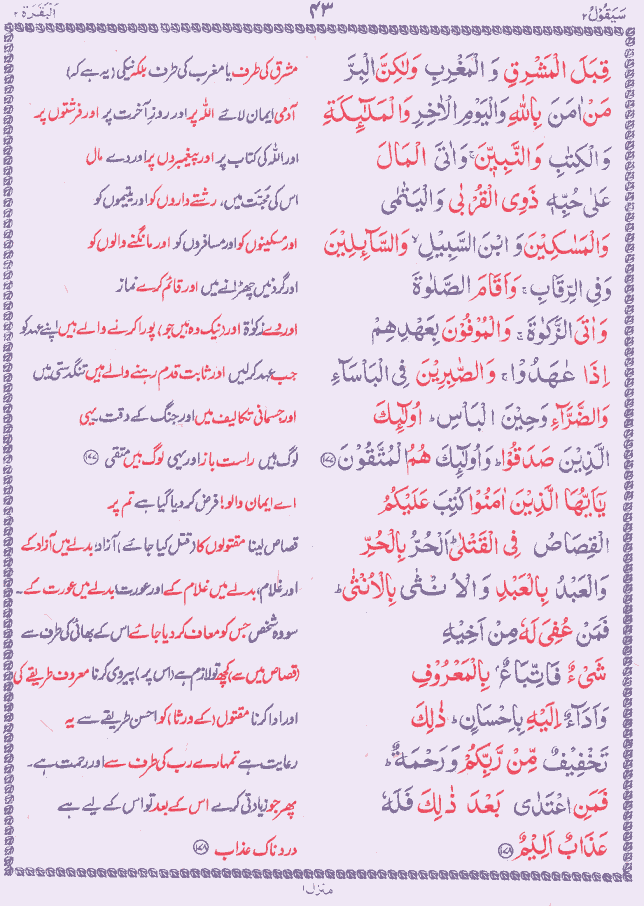 سَيَقُوْلُ ٢
٤٣
اَلْبَقَرَة ٢
قِبَلَ الْمَشْرِقِ وَ الْمَغْرِبِ وَلٰكِنَّ الْبِرَّ
مشرق کی طرف یا مغرب کی طرف بلکہ نیکی (یہ ہے کہ)
مَنْ اٰمَنَ بِاللّٰهِ وَالْيَوْمِ الْاٰخِرِ وَالْمَلٰٓئِكَةِ
آدمی ایمان لائے اللہ پر اور روزِ آخرت پر اور فرشتوں پر
وَ الْكِتٰبِ وَالنَّبِيّٖنَ ۚ وَاٰتَى الْمَالَ
اور اللہ کی کتاب پر اور پیغمبروں پر اور دے مال
عَلٰى حُبِّهٖ ذَوِى الْقُرْبٰى وَالْيَتٰمٰى
اس کی محبت میں، رشتے داروں کو اور یتیموں کو
وَالْمَسٰكِيْنَ وَ ابْنَ السَّبِيْلِ ۙ وَالسَّآئِلِيْنَ
اور مسکینوں کو اور مسافروں کو اور مانگنے والوں کو
وَفِى الرِّقَابِ ۚ وَاَقَامَ الصَّلٰوةَ
اور گردنیں چھڑانے میں اور قائم کرے نماز
وَ اٰتَى الزَّكٰوةَ ۚ وَالْمُوْفُوْنَ بِعَهْدِهِمْ
اور دے زکوٰۃ اور (نیک وہ ہیں جو) پورا کرنے والے ہیں اپنے عہد کو
اِذَا عٰهَدُوْا ۚ وَالصّٰبِرِيْنَ فِى الْبَاْسَآءِ
جب عہد کرلیں اور ثابت قدم رہنے والے ہیں تنگدستی میں
وَالضَّرَّآءِ وَحِيْنَ الْبَاْسِ ؕ اُولٰٓئِكَ
اور جسمانی تکالیف میں اور جنگ کے وقت، یہی
الَّذِيْنَ صَدَقُوْا ؕ وَاُولٰٓئِكَ هُمُ الْمُتَّقُوْنَ ١٧٧
لوگ ہیں راست باز اور یہی لوگ ہیں متقی ١٧٧
يٰٓاَيُّهَا الَّذِيْنَ اٰمَنُوْا كُتِبَ عَلَيْكُمُ
اے ایمان والو! فرض کردیا گیا ہے تم پر
الْقِصَاصُ فِى الْقَتْلٰى ؕ اَلْحُرُّ بِالْحُرِّ
قصاص لینا مقتولوں کا (قتل کیا جائے) آزاد، بدلے میں آزاد کے
وَالْعَبْدُ بِالْعَبْدِ وَ الْاُنْثٰى بِالْاُنْثٰى ؕ
اور غلام، بدلے میں غلام کے اور عورت، بدلے میں عورت کے۔
فَمَنْ عُفِىَ لَهٗ مِنْ اَخِيْهِ
سو وہ شخص جس کو معاف کر دیا جائے اس کے بھائی کی طرف سے
شَىْءٌ فَاتِّبَاعٌۢ بِالْمَعْرُوْفِ
(قصاص میں سے) کچھ تو لازم ہے (اس پر) پیروی کرنا معروف طریقے کی
وَ اَدَآءٌ اِلَيْهِ بِاِحْسَانٍ ؕ ذٰلِكَ
اور ادا کرنا مقتول (کے ورثا) کو احسن طریقے سے یہ
تَخْفِيْفٌ مِّنْ رَّبِّكُمْ وَ رَحْمَةٌ ؕ
رعایت ہے تمہارے رب کی طرف سے اور رحمت ہے۔
فَمَنِ اعْتَدٰى بَعْدَ ذٰلِكَ فَلَهٗ
پھر جو زیادتی کرے اس کے بعد تو اس کے لیے ہے
عَذَابٌ اَلِيْمٌ ١٧٨
دردناک عذاب ١٧٨
منزل ١